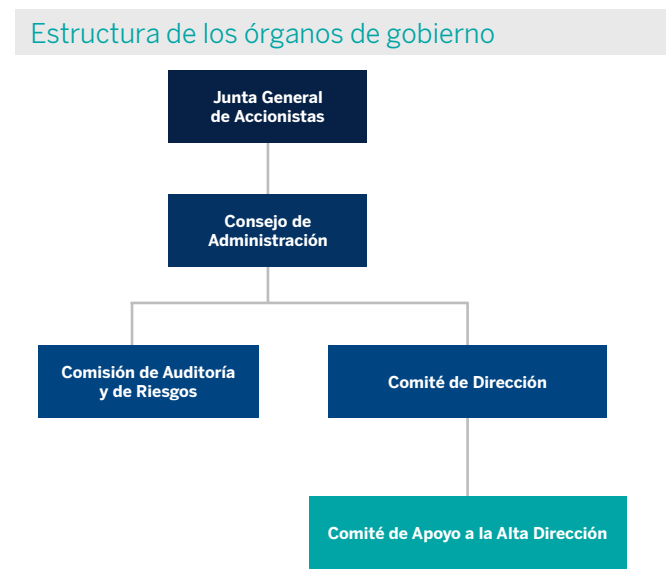 Estructura de los órganos de gobierno
Junta General
de Accionistas
Consejo de
Administración
Comisión de Auditoría
y de Riesgos
Comité de Dirección
Comité de Apoyo a la Alta Dirección